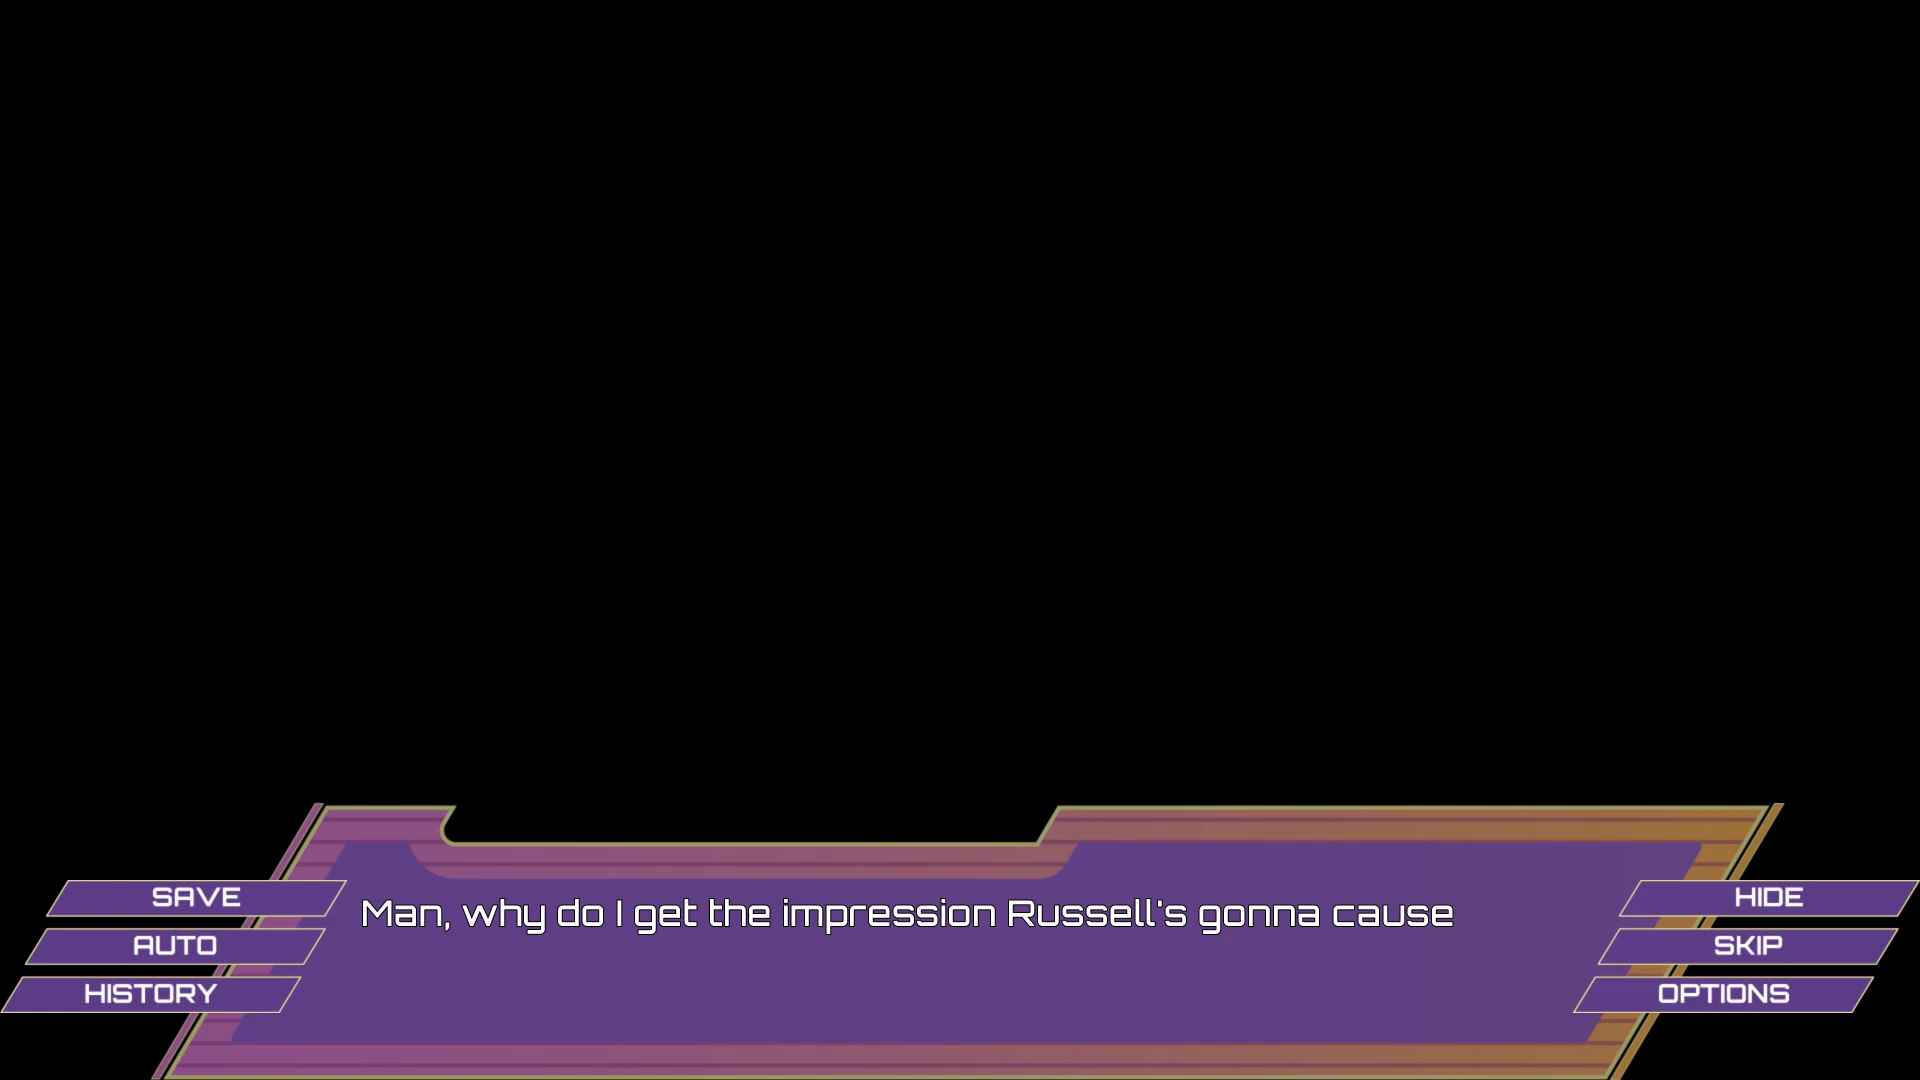 Man, why do I get the impression Russell's gonna cause
SAVE
AUTO
HISTORY
HIDE
SKIP
OPTIONS